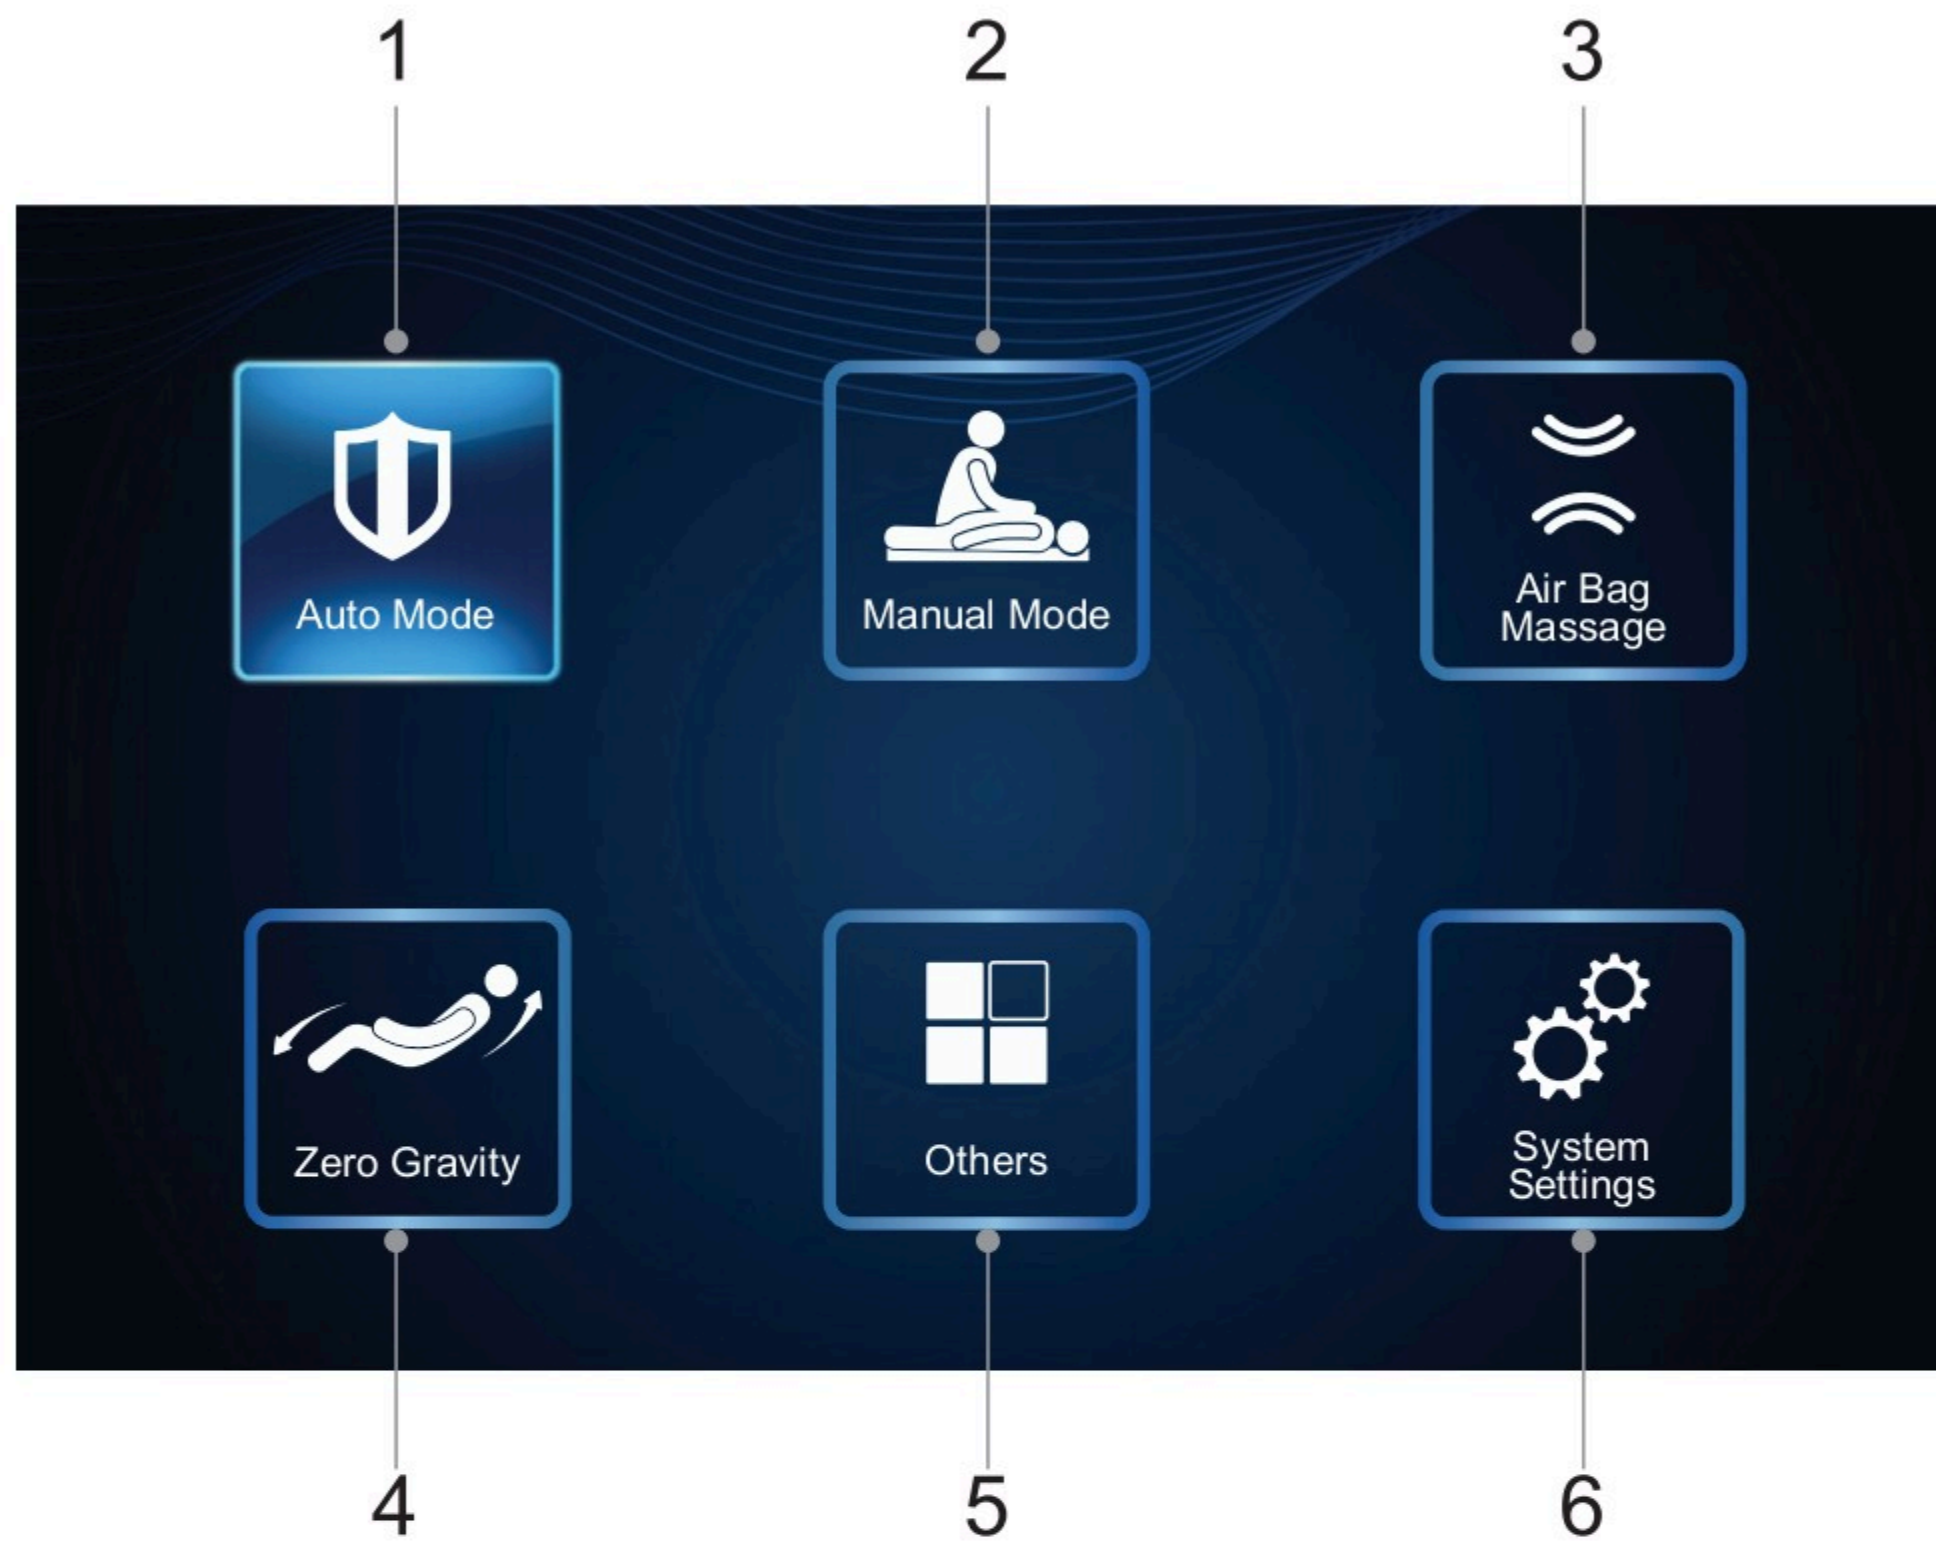 1 2 3
Auto Mode
Manual Mode
Air Bag
Massage
Zero Gravity
Others
System
Settings
4 5 6